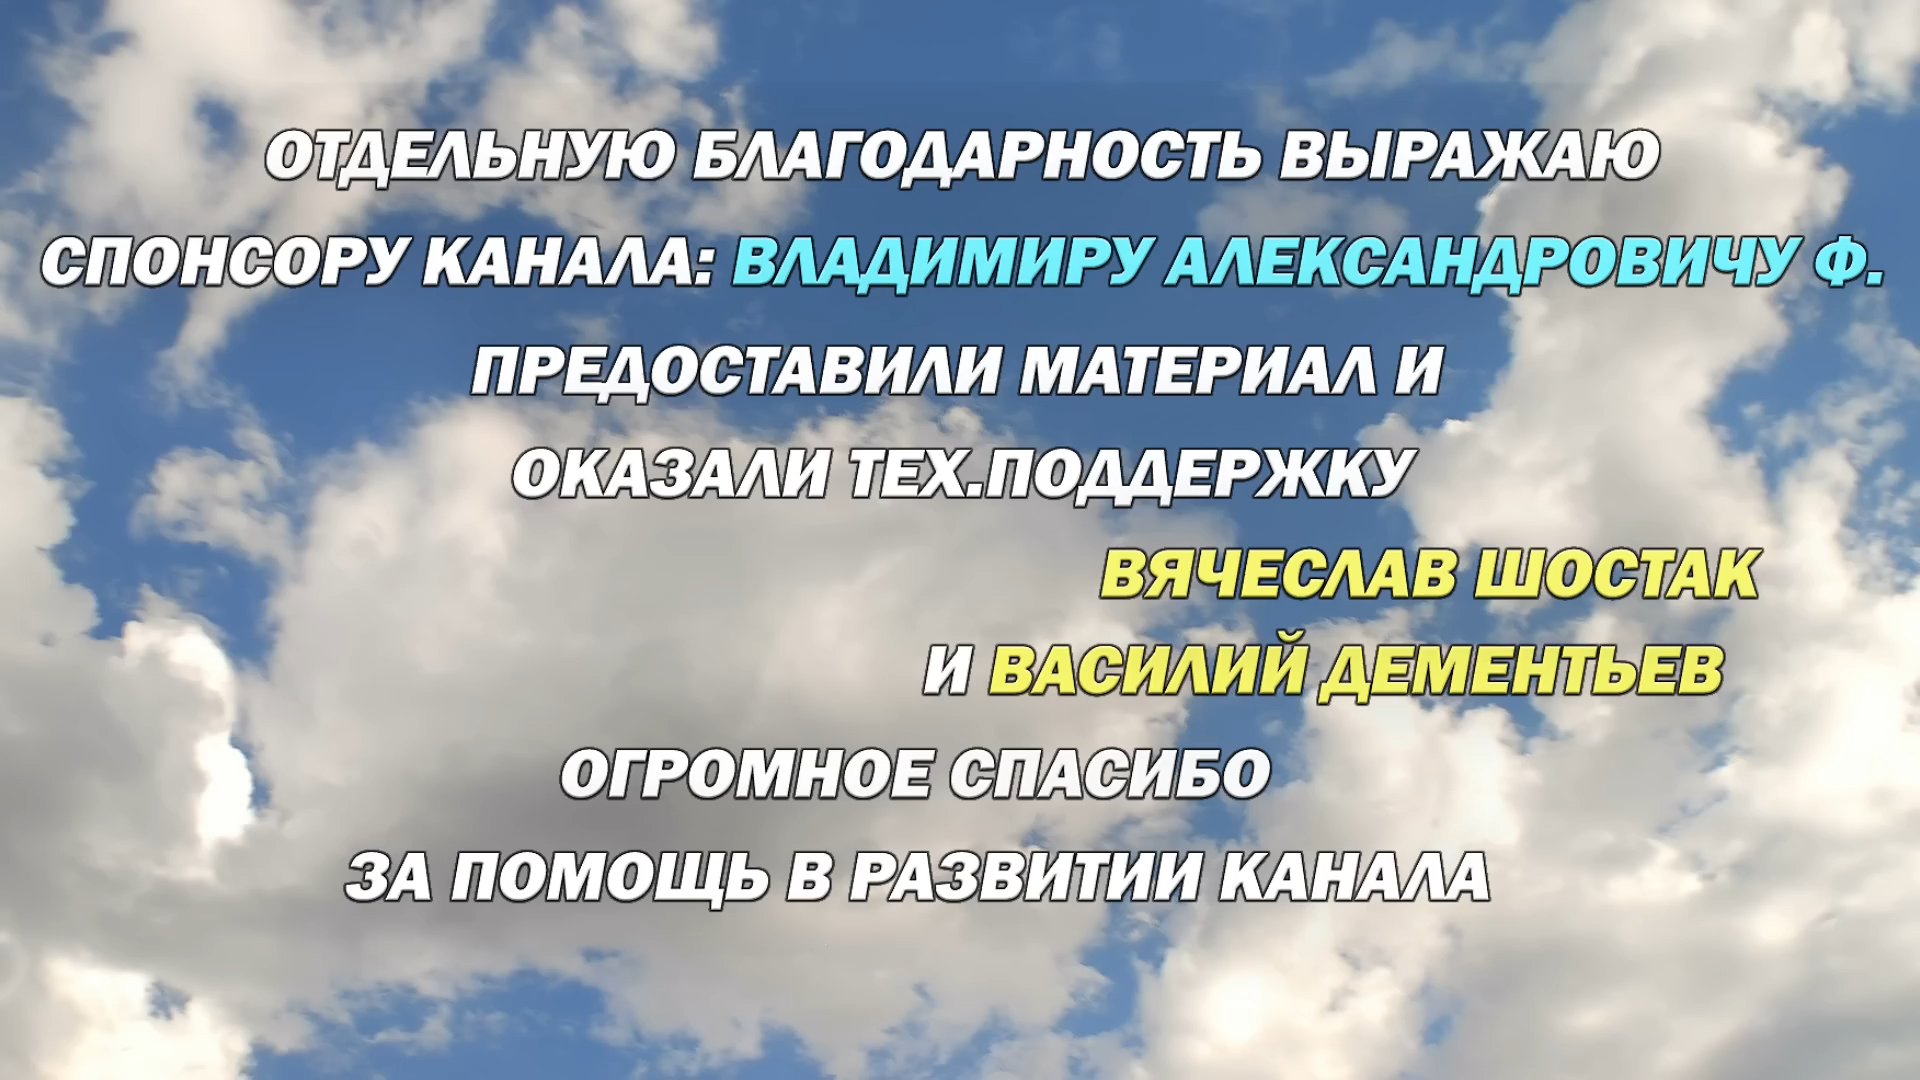 ОТДЕЛЬНУЮ БЛАГОДАРНОСТЬ ВЫРАЖАЮ
СПОНСОРУ КАНАЛА: ВЛАДИМИРУ АЛЕКСАНДРОВИЧУ Ф.
ПРЕДОСТАВИЛИ МАТЕРИАЛ И
ОКАЗАЛИ ТЕХ.ПОДДЕРЖКУ
ВЯЧЕСЛАВ ШОСТАК
И ВАСИЛИЙ ДЕМЕНТЬЕВ
ОГРОМНОЕ СПАСИБО
ЗА ПОМОЩЬ В РАЗВИТИИ КАНАЛА